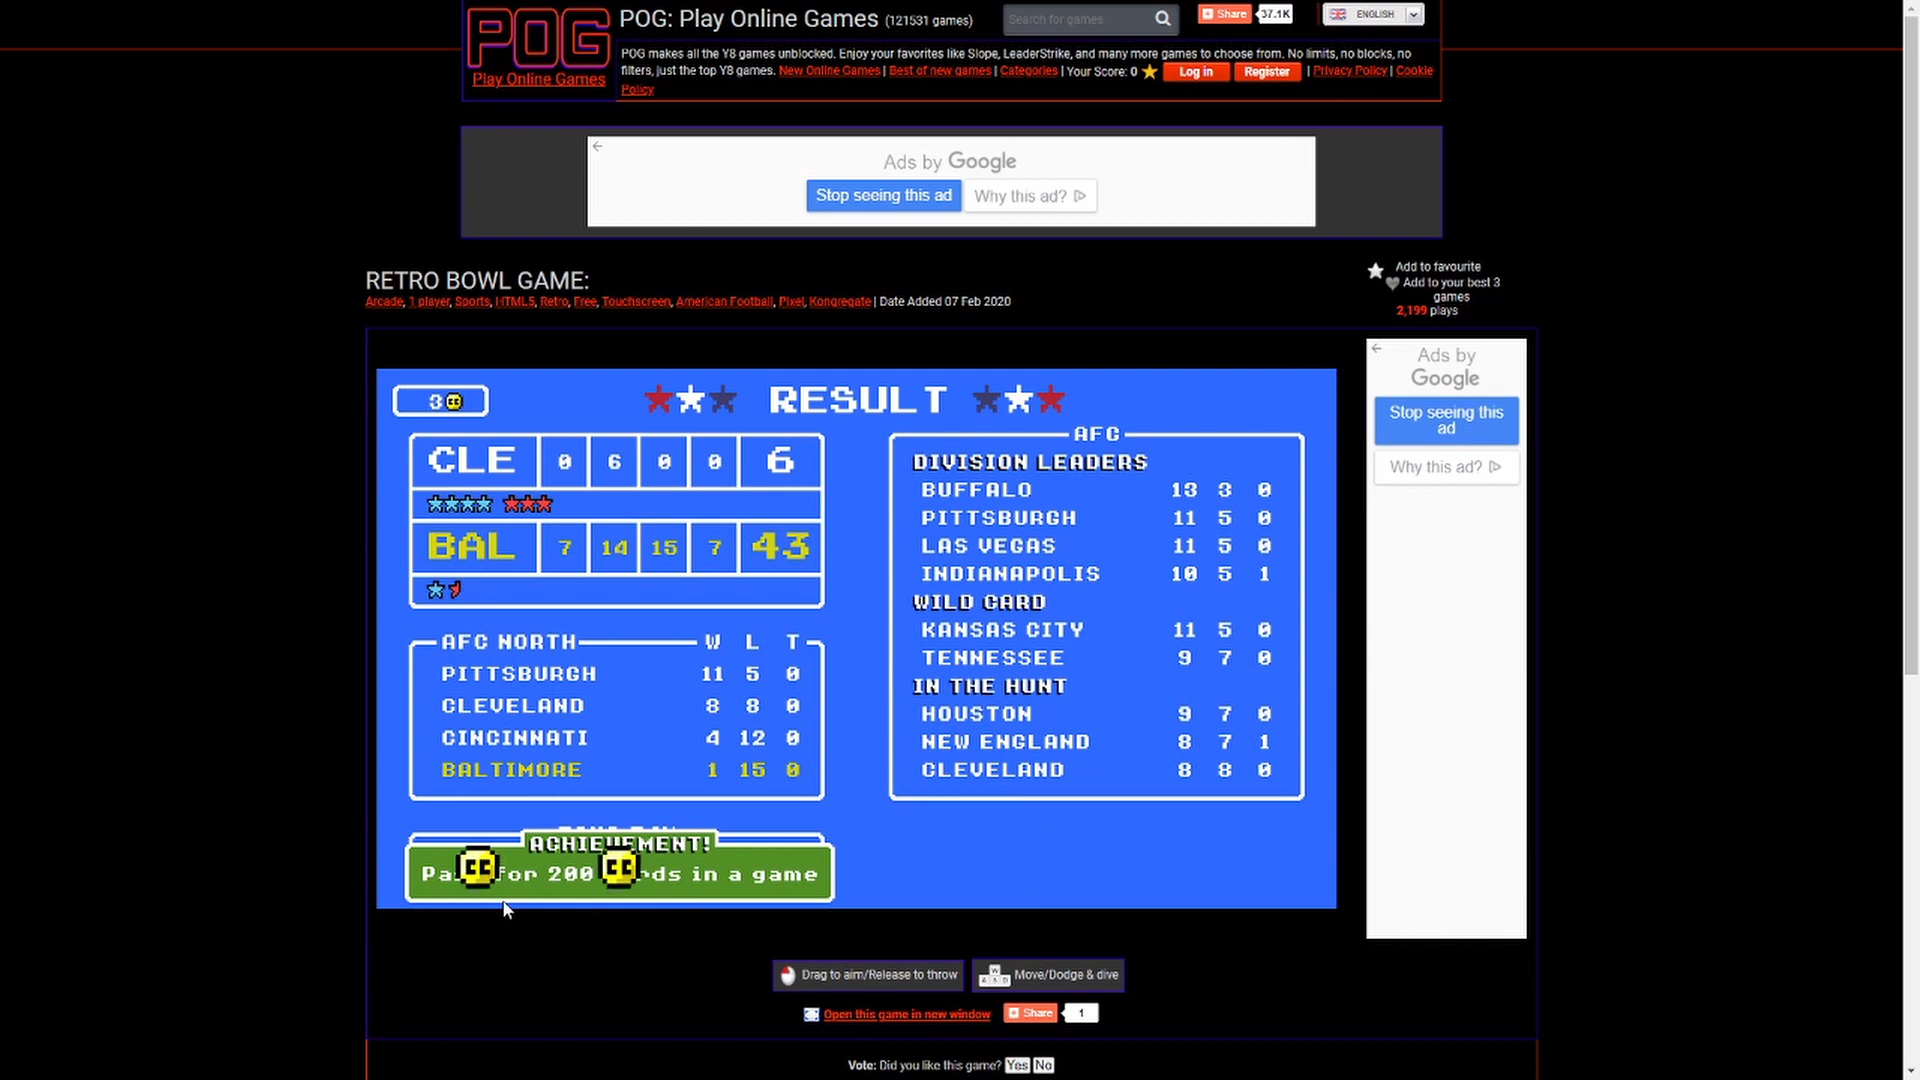 POG
Play Online Games
POG: Play Online Games (121531 games)
Search for games
Share
37.1K
ENGLISH
POG makes all the Y8 games unblocked. Enjoy your favorites like Slope, LeaderStrike, and many more games to choose from. No limits, no blocks, no
filters, just the top Y8 games. New Online Games | Best of new games | Categories | Your Score: 0 Log in Register | Privacy Policy | Cookie
Policy
Ads by Google
Stop seeing this ad
Why this ad?
RETRO BOWL GAME:
Arcade, 1 player, Sports, HTML5, Retro, Free, Touchscreen, American Football, Pixel, Kongregate | Date Added 07 Feb 2020
Add to favourite
Add to your best 3
games
2,199 plays
Ads by
Google
Stop seeing this
ad
Why this ad?
3
RESULT
CLE 0 6 0 0 6
BAL 7 14 15 7 43
AFC NORTH W L T
PITTSBURGH 11 5 0
CLEVELAND 8 8 0
CINCINNATI 4 12 0
BALTIMORE 1 15 0
AFC
DIVISION LEADERS
BUFFALO 13 3 0
PITTSBURGH 11 5 0
LAS VEGAS 11 5 0
INDIANAPOLIS 10 5 1
WILD CARD
KANSAS CITY 11 5 0
TENNESSEE 9 7 0
IN THE HUNT
HOUSTON 9 7 0
NEW ENGLAND 8 7 1
CLEVELAND 8 8 0
ACHIEVEMENT!
for 200 in a game
Drag to aim/Release to throw
W
A S D
Move/Dodge & dive
Open this game in new window
Share
1
Vote: Did you like this game? Yes No